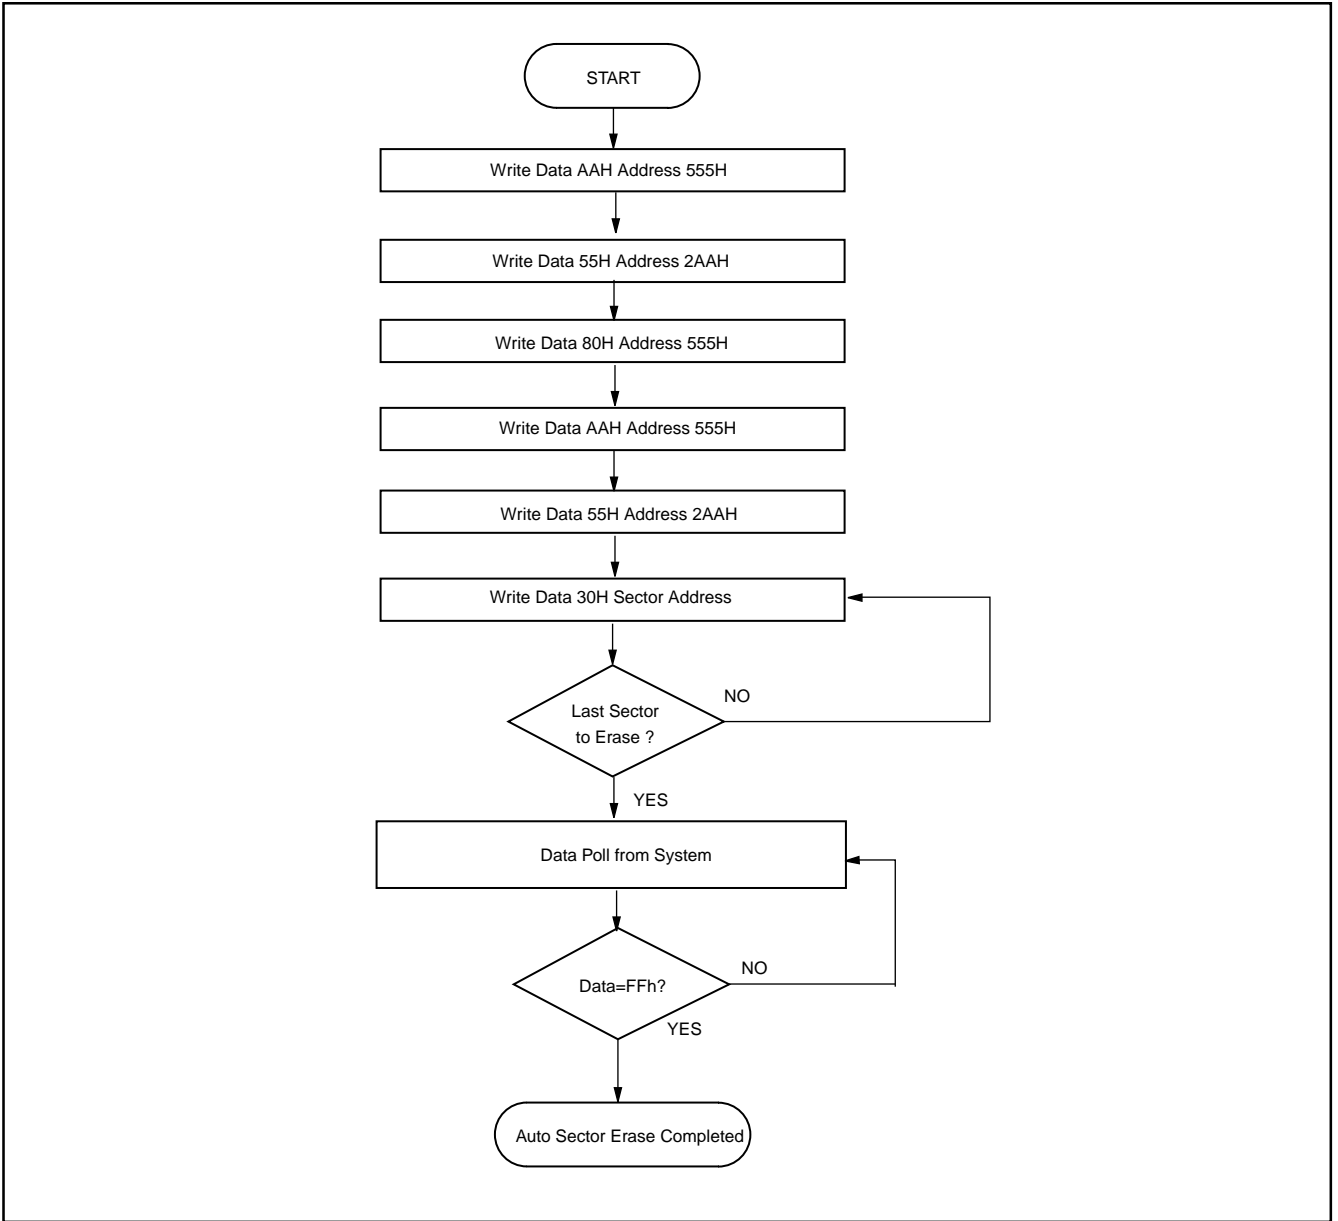 START
Write Data AAH Address 555H
Write Data 55H Address 2AAH
Write Data 80H Address 555H
Write Data AAH Address 555H
Write Data 55H Address 2AAH
Write Data 30H Sector Address
NO
Last Sector
to Erase ?
YES
Data Poll from System
NO
Data=FFh?
YES
Auto Sector Erase Completed